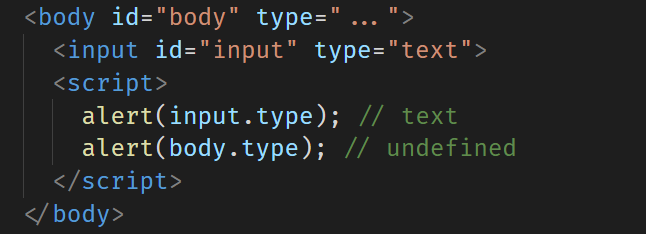 <body id="body" type="...">
<input id="input" type="text">
<script>
alert(input.type); // text
alert(body.type); // undefined
</script>
</body>